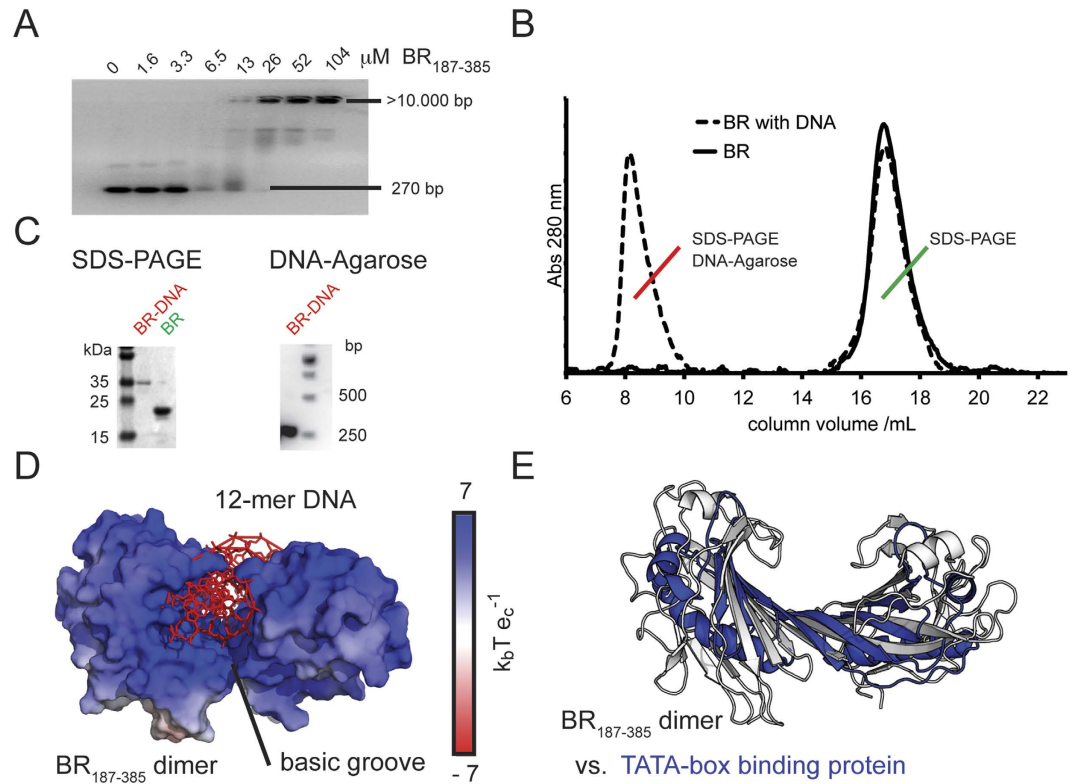 A
0 1.6 3.3 6.5 13 26 52 104 μM BR187-385
>10.000 bp
270 bp
B
BR with DNA
BR
SDS-PAGE
DNA-Agarose
SDS-PAGE
Abs 280 nm
6 8 10 12 14 16 18 20 22
column volume /mL
C
SDS-PAGE
DNA-Agarose
BR-DNA
BR
kDa
35
25
15
BR-DNA
bp
500
250
D
12-mer DNA
7
kbT ec-1
- 7
BR187-385 dimer
basic groove
E
BR187-385 dimer
vs. TATA-box binding protein